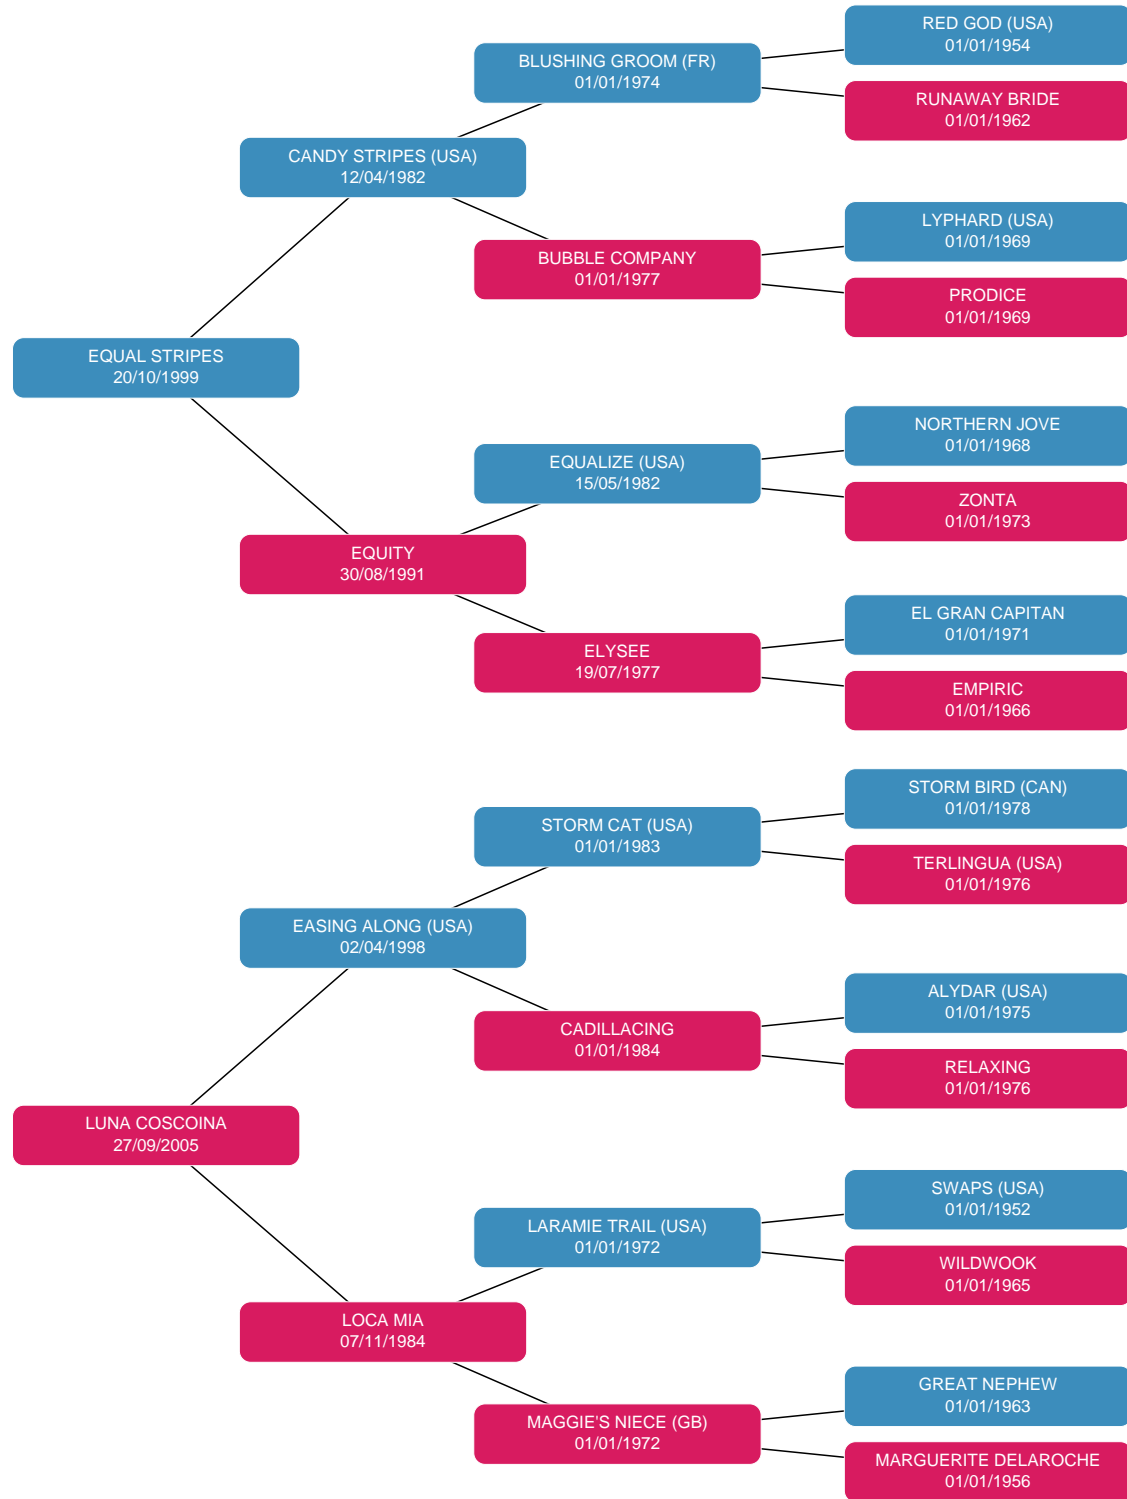 RED GOD (USA)
01/01/1954
BLUSHING GROOM (FR)
01/01/1974
RUNAWAY BRIDE
01/01/1962
CANDY STRIPES (USA)
12/04/1982
LYPHARD (USA)
01/01/1969
BUBBLE COMPANY
01/01/1977
PRODICE
01/01/1969
EQUAL STRIPES
20/10/1999
NORTHERN JOVE
01/01/1968
EQUALIZE (USA)
15/05/1982
ZONTA
01/01/1973
EQUITY
30/08/1991
EL GRAN CAPITAN
01/01/1971
ELYSEE
19/07/1977
EMPIRIC
01/01/1966
STORM BIRD (CAN)
01/01/1978
STORM CAT (USA)
01/01/1983
TERLINGUA (USA)
01/01/1976
EASING ALONG (USA)
02/04/1998
ALYDAR (USA)
01/01/1975
CADILLACING
01/01/1984
RELAXING
01/01/1976
LUNA COSCOINA
27/09/2005
SWAPS (USA)
01/01/1952
LARAMIE TRAIL (USA)
01/01/1972
WILDWOOK
01/01/1965
LOCA MIA
07/11/1984
GREAT NEPHEW
01/01/1963
MAGGIE'S NIECE (GB)
01/01/1972
MARGUERITE DELAROCHE
01/01/1956